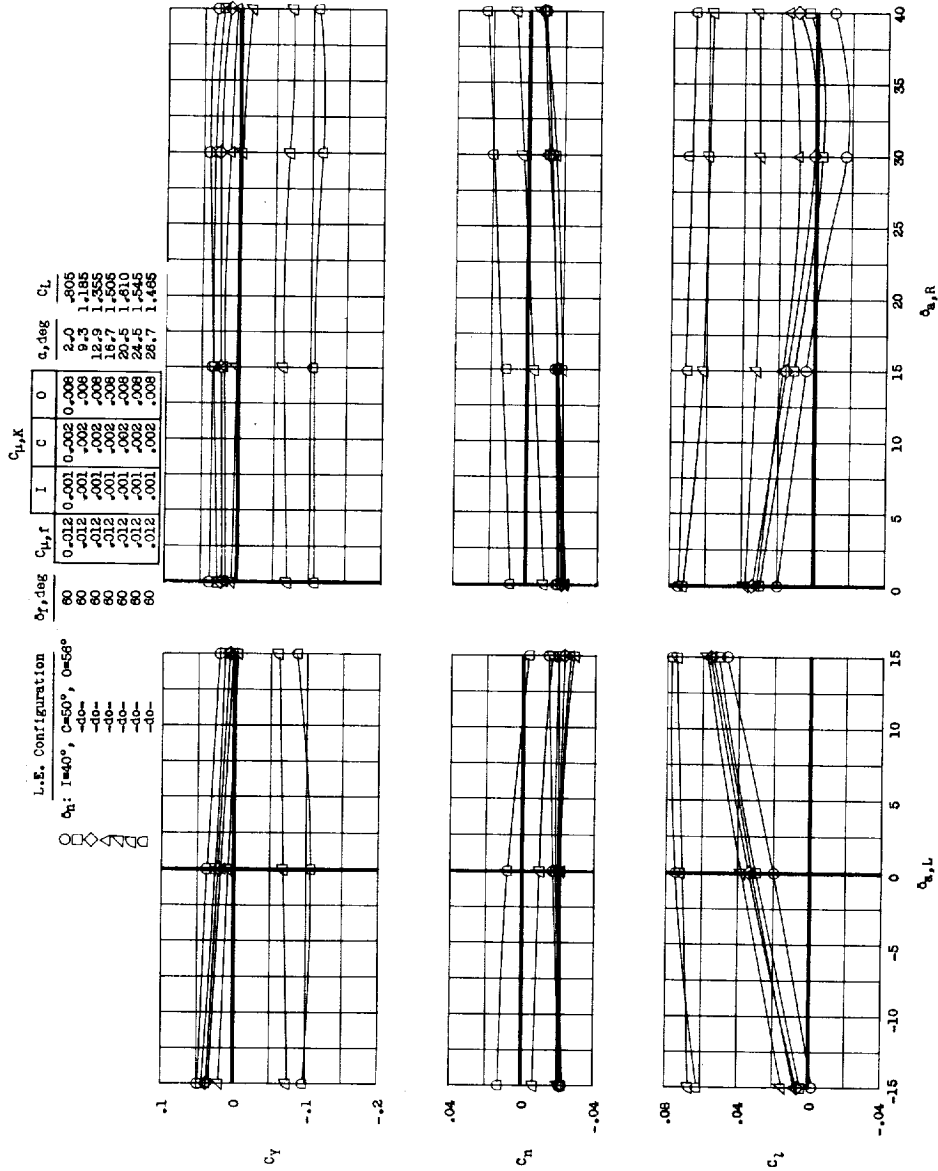 L.E. Configuration δf,deg Cμ,f Cμ,K α,deg CL
I C O
δn: I=40°, C=50°, O=56° 60 0.012 0.001 0.002 0.008 2.0 .805
-do- 60 .012 .001 .002 .008 9.3 1.185
-do- 60 .012 .001 .002 .008 12.9 1.355
-do- 60 .012 .001 .002 .008 16.7 1.505
-do- 60 .012 .001 .002 .008 20.5 1.610
-do- 60 .012 .001 .002 .008 24.5 1.545
-do- 60 .012 .001 .002 .008 28.7 1.465
.1
0
-.1
-.2
CY
.04
0
-.04
Cn
.08
.04
0
-.04
Cl
-15 -10 -5 0 5 10 15
δa,L
0 5 10 15 20 25 30 35 40
δa,R